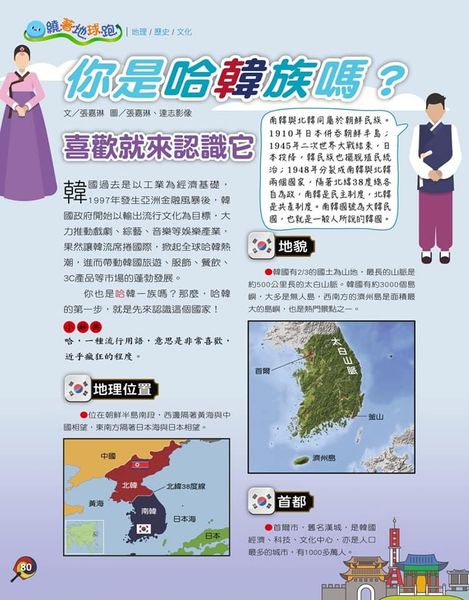 繞著地球跑
地理/歷史/文化
你是哈韓族嗎？
文／張嘉琳 圖／張嘉琳、達志影像
喜歡就來認識它
韓國過去是以工業為經濟基礎，
1997年發生亞洲金融風暴後，韓
國政府開始以輸出流行文化為目標，大
力推動戲劇、綜藝、音樂等娛樂產業，
果然讓韓流席捲國際，掀起全球哈韓熱
潮，進而帶動韓國旅遊、服飾、餐飲、
3C產品等市場的蓬勃發展。
你也是哈韓一族嗎？那麼，哈韓
的第一步，就是先來認識這個國家！
哈，一種流行用語，意思是非常喜歡，
近乎瘋狂的程度。
南韓與北韓同屬於朝鮮民族。
1910年日本併吞朝鮮半島；
1945年二次世界大戰結束，日
本投降，韓民族也擺脫殖民統
治；1948年分裂成南韓與北韓
兩個國家，隔著北緯38度線各
自為政，南韓是民主制度，北韓
是共產制度。南韓國號為大韓民
國，也就是一般人所說的韓國。
地貌
●韓國有2/3的國土為山地，最長的山脈是
約500公里長的太白山脈。韓國有約3000個島
嶼，大多是無人島，西南方的濟州島是面積最
大的島嶼，也是熱門景點之一。
太白山脈
首爾
釜山
濟州島
地理位置
●位在朝鮮半島南段，西邊隔著黃海與中
國相望，東南方隔著日本海與日本相望。
中國
北韓
北緯38度線
黃海
南韓
日本海
日本
首都
●首爾市，舊名漢城，是韓國
經濟、科技、文化中心，亦是人口
最多的城市，有1000多萬人。
80